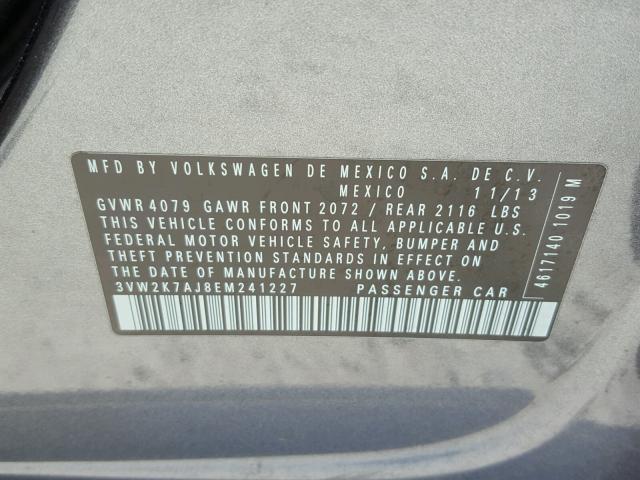 MFD BY VOLKSWAGEN DE MEXICO S.A. DE C.V.
MEXICO 11/13
GVWR 4079 GAWR FRONT 2072 / REAR 2116 LBS
THIS VEHICLE CONFORMS TO ALL APPLICABLE U.S.
FEDERAL MOTOR VEHICLE SAFETY, BUMPER AND
THEFT PREVENTION STANDARDS IN EFFECT ON
THE DATE OF MANUFACTURE SHOWN ABOVE.
3VW2K7AJ8EM241227 PASSENGER CAR
4617140 1019 M